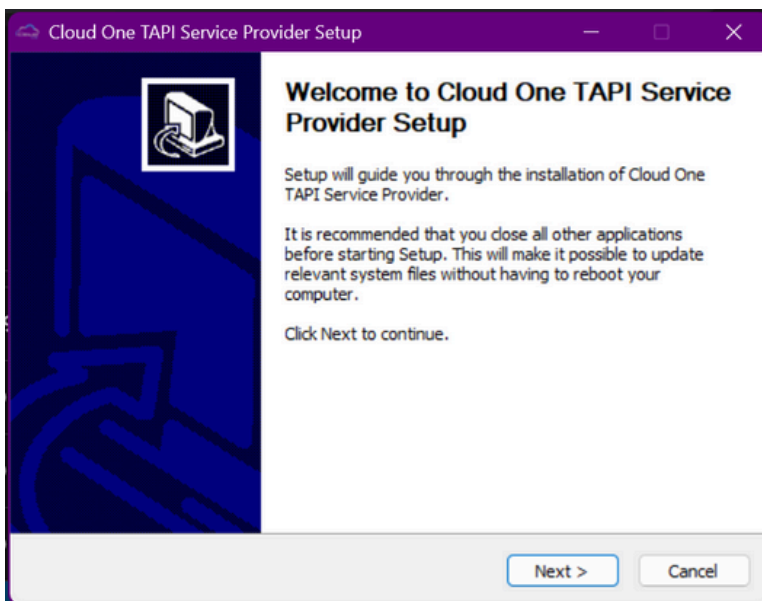 Cloud One TAPI Service Provider Setup
Welcome to Cloud One TAPI Service
Provider Setup
Setup will guide you through the installation of Cloud One
TAPI Service Provider.
It is recommended that you close all other applications
before starting Setup. This will make it possible to update
relevant system files without having to reboot your
computer.
Click Next to continue.
Next >
Cancel